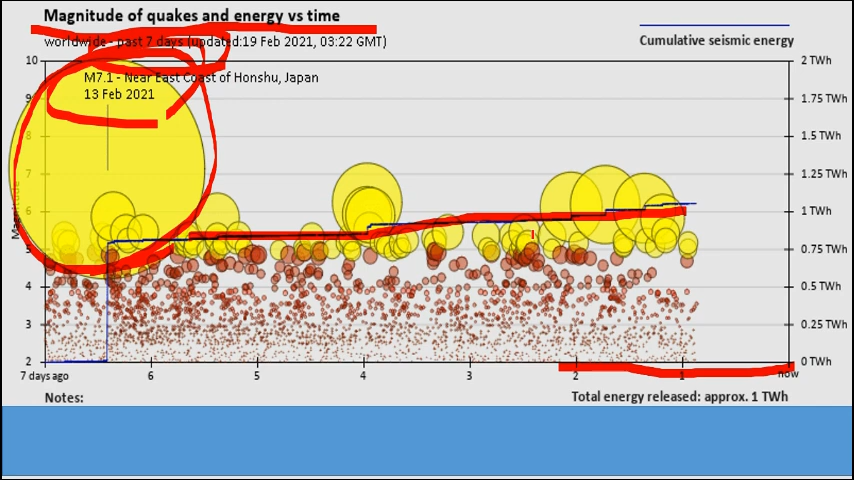 Magnitude of quakes and energy vs time
worldwide - past 7 days (updated:19 Feb 2021, 03:22 GMT)
Cumulative seismic energy
M7.1 - Near East Coast of Honshu, Japan
13 Feb 2021
Magnitude
10
9
8
7
6
5
4
3
2
2 TWh
1.75 TWh
1.5 TWh
1.25 TWh
1 TWh
0.75 TWh
0.5 TWh
0.25 TWh
0 TWh
7 days ago 6 5 4 3 2 1 now
Notes:
Total energy released: approx. 1 TWh